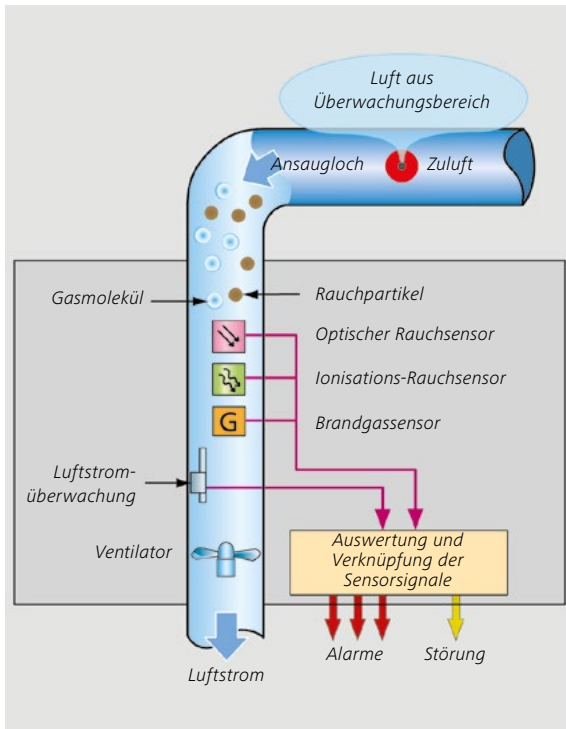 Luft aus
Überwachungsbereich
Ansaugloch
Zuluft
Gasmolekül
Rauchpartikel
Optischer Rauchsensor
Ionisations-Rauchsensor
G
Brandgassensor
Luftstrom-
überwachung
Ventilator
Auswertung und
Verknüpfung der
Sensorsignale
Alarme
Störung
Luftstrom